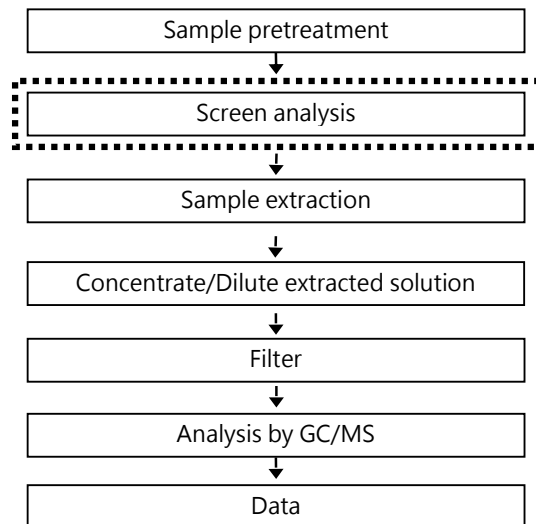 Sample pretreatment
Screen analysis
Sample extraction
Concentrate/Dilute extracted solution
Filter
Analysis by GC/MS
Data